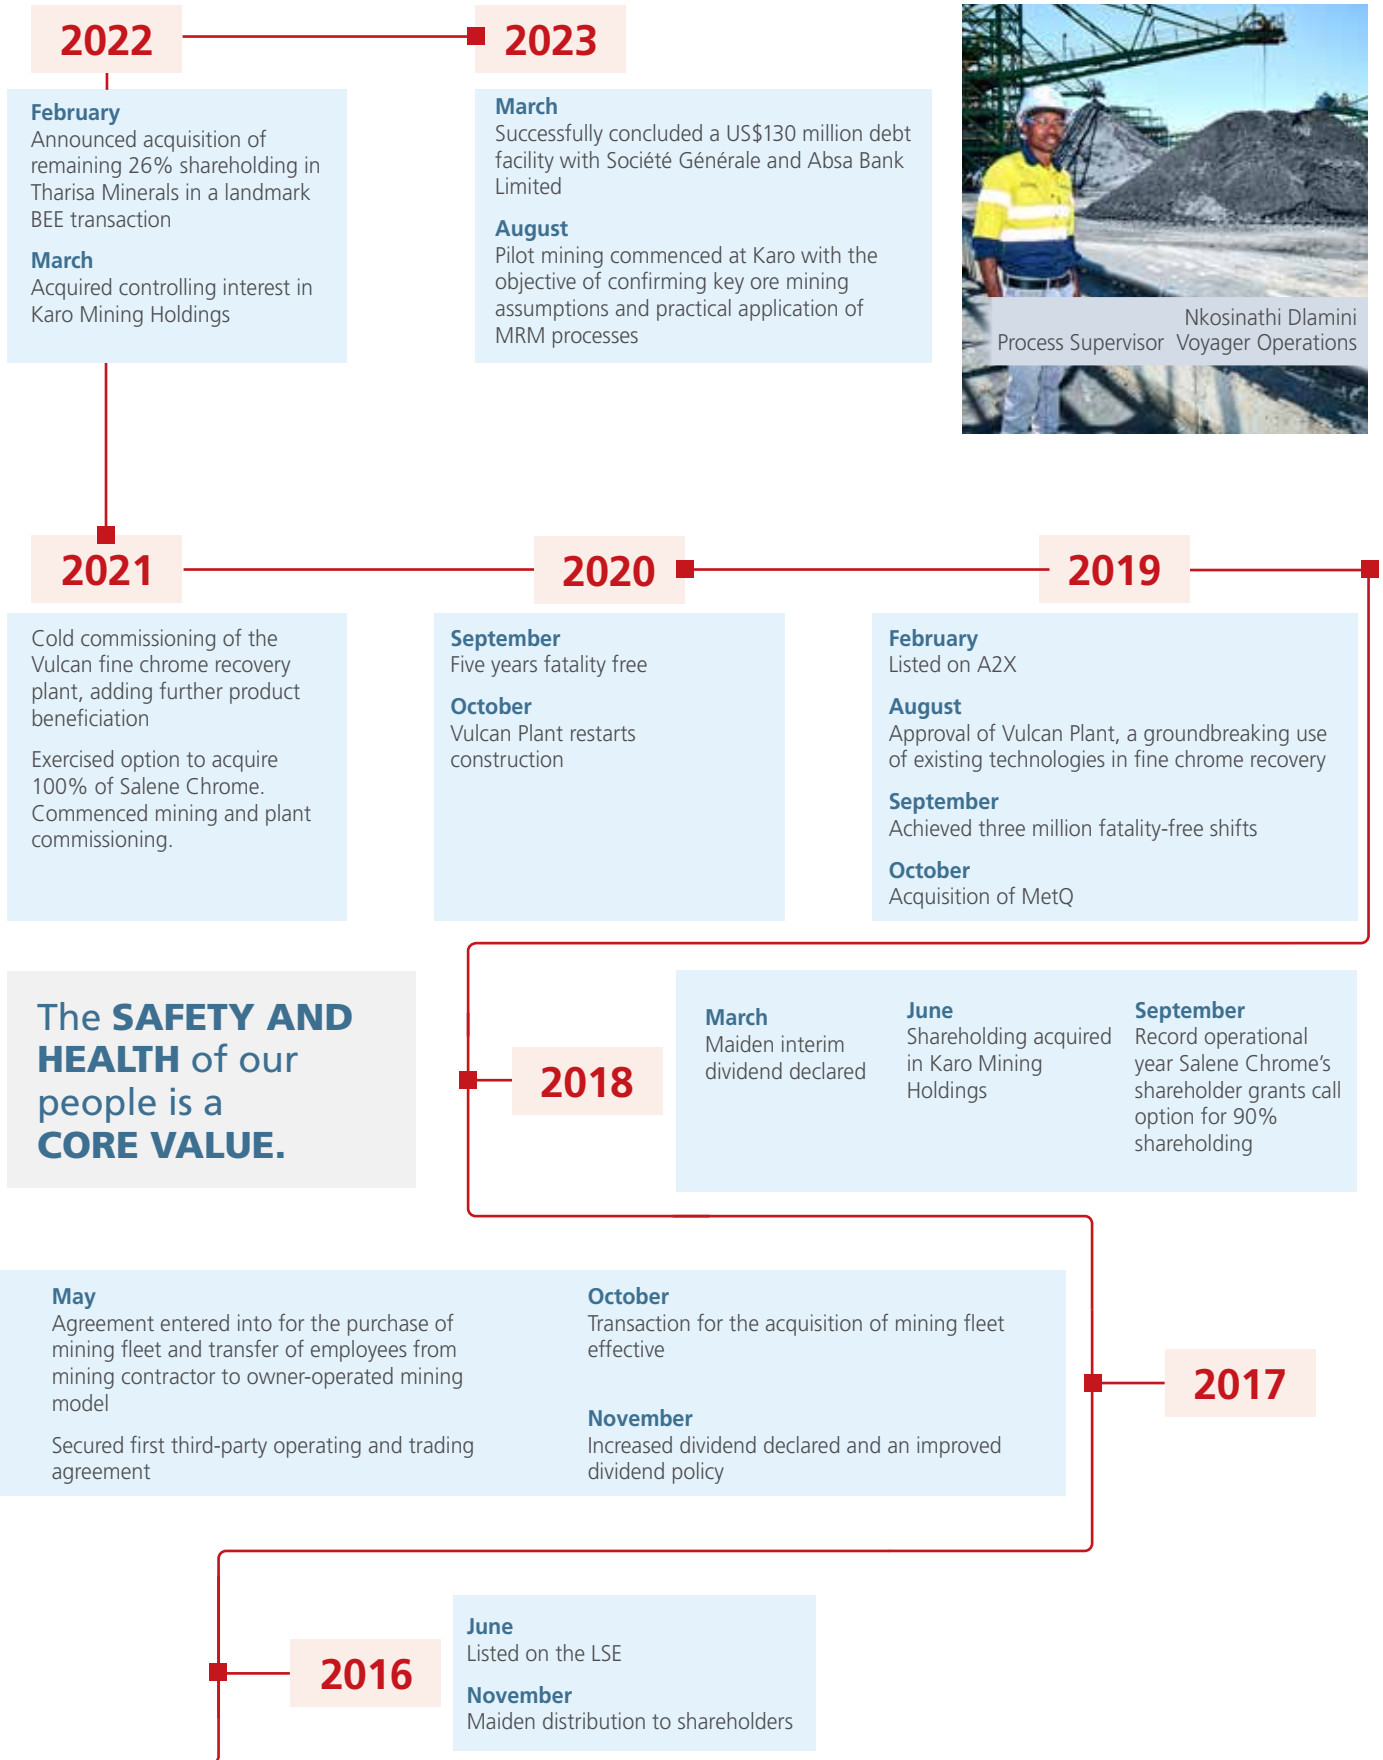 2022
February
Announced acquisition of
remaining 26% shareholding in
Tharisa Minerals in a landmark
BEE transaction
March
Acquired controlling interest in
Karo Mining Holdings
2023
March
Successfully concluded a US$130 million debt
facility with Société Générale and Absa Bank
Limited
August
Pilot mining commenced at Karo with the
objective of confirming key ore mining
assumptions and practical application of
MRM processes
Nkosinathi Dlamini
Process Supervisor Voyager Operations
2021
Cold commissioning of the
Vulcan fine chrome recovery
plant, adding further product
beneficiation
Exercised option to acquire
100% of Salene Chrome.
Commenced mining and plant
commissioning.
2020
September
Five years fatality free
October
Vulcan Plant restarts
construction
2019
February
Listed on A2X
August
Approval of Vulcan Plant, a groundbreaking use
of existing technologies in fine chrome recovery
September
Achieved three million fatality-free shifts
October
Acquisition of MetQ
The SAFETY AND
HEALTH of our
people is a
CORE VALUE.
2018
March
Maiden interim
dividend declared
June
Shareholding acquired
in Karo Mining
Holdings
September
Record operational
year Salene Chrome's
shareholder grants call
option for 90%
shareholding
May
Agreement entered into for the purchase of
mining fleet and transfer of employees from
mining contractor to owner-operated mining
model
Secured first third-party operating and trading
agreement
October
Transaction for the acquisition of mining fleet
effective
November
Increased dividend declared and an improved
dividend policy
2017
2016
June
Listed on the LSE
November
Maiden distribution to shareholders